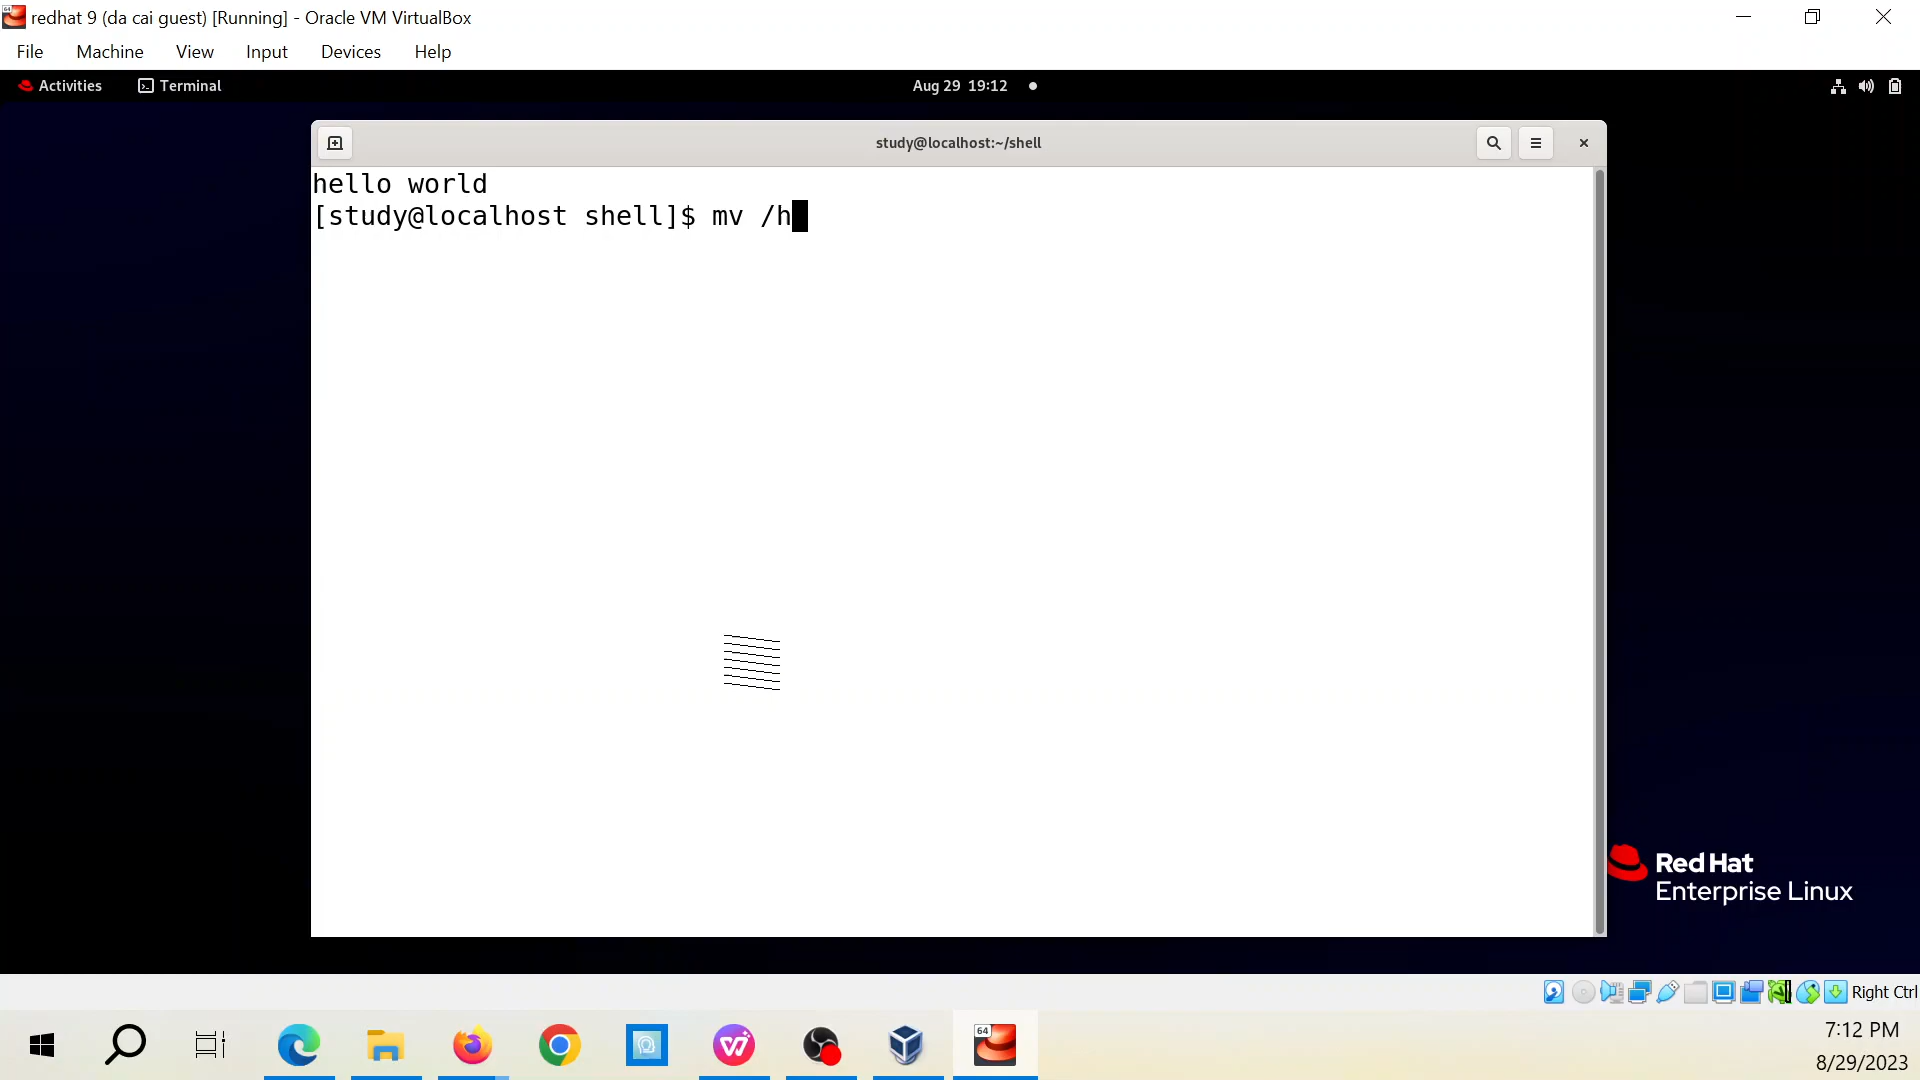 redhat 9 (da cai guest) [Running] - Oracle VM VirtualBox
File Machine View Input Devices Help
Activities Terminal Aug 29 19:12
study@localhost:~/shell
hello world
[study@localhost shell]$ mv /h
Red Hat
Enterprise Linux
Right Ctrl
64
7:12 PM
8/29/2023